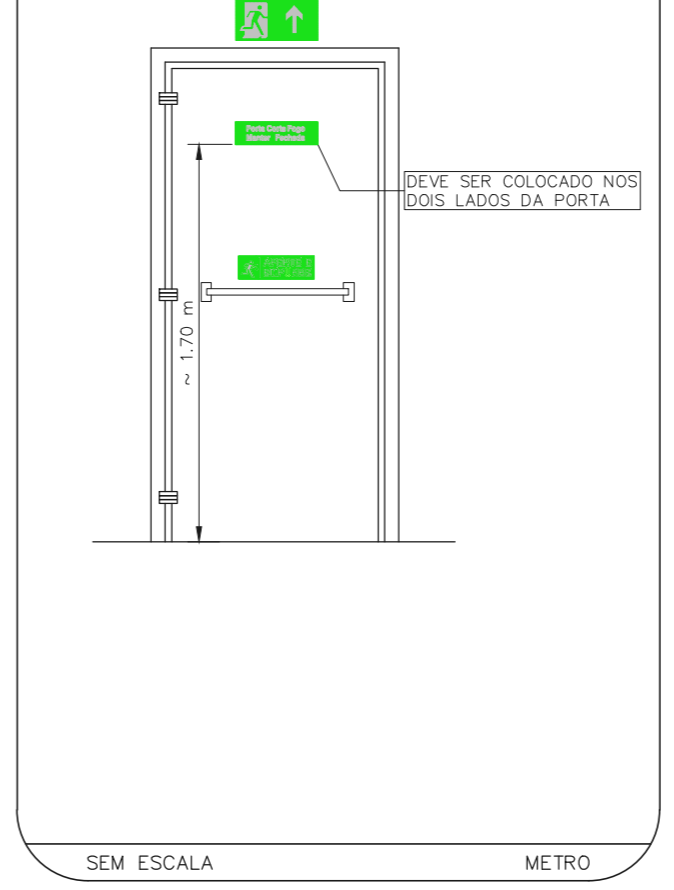 Porta Corta Fogo
Manter Fechada
DEVE SER COLOCADO NOS
DOIS LADOS DA PORTA
~ 1.70 m
SEM ESCALA
METRO